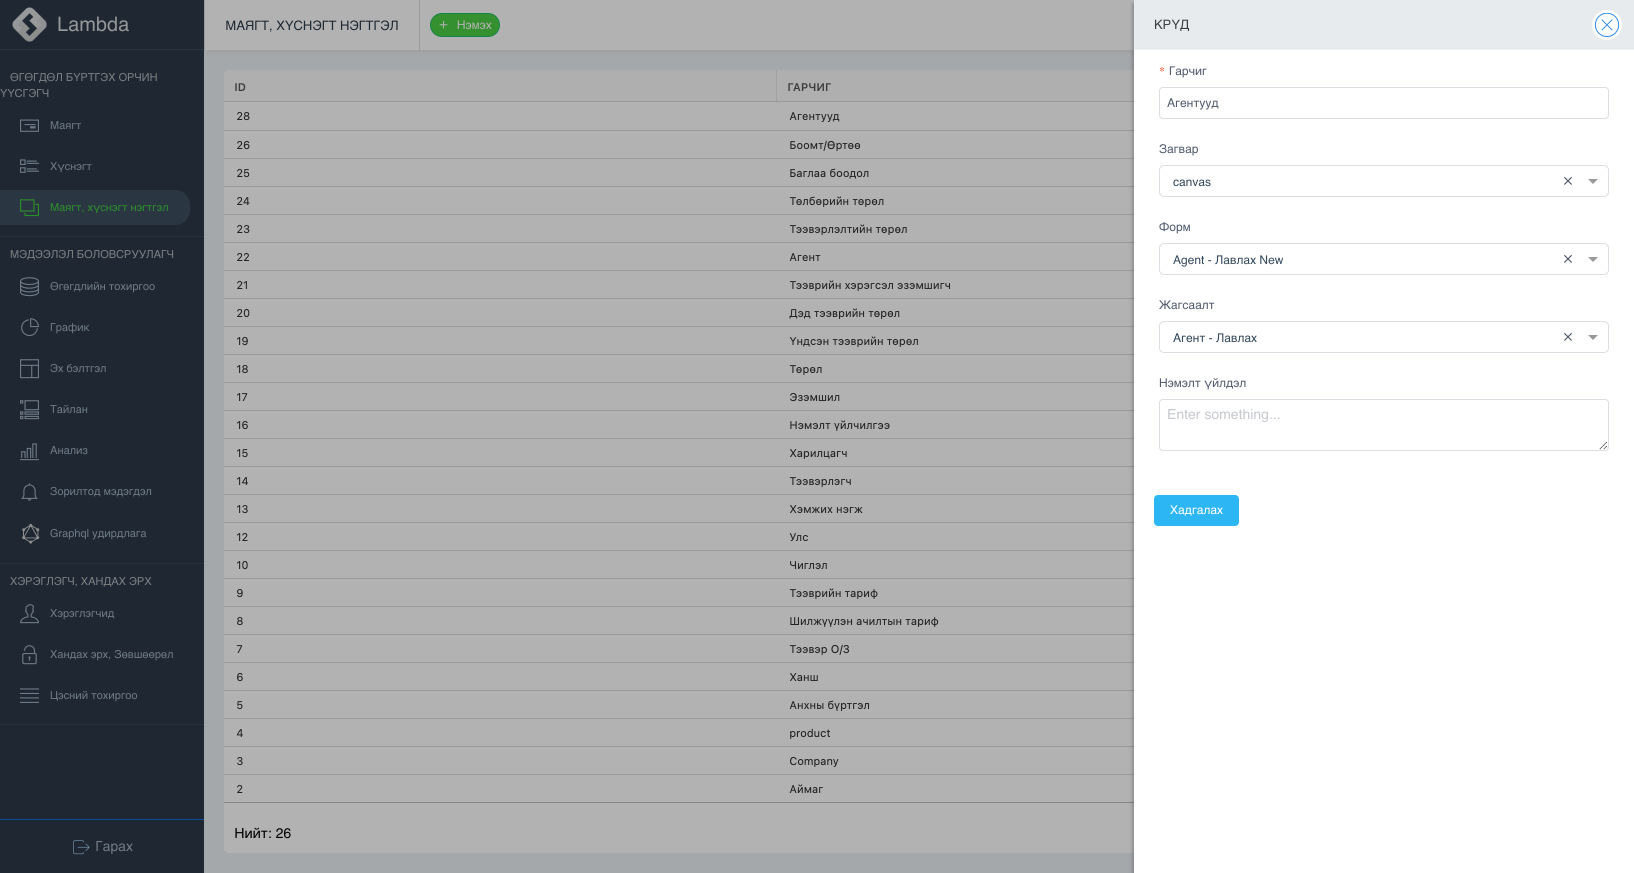 Lambda
ӨГӨГДӨЛ БҮРТГЭХ ОРЧИН
ҮҮСГЭГЧ
Маягт
Хүснэгт
Маягт, хүснэгт нэгтгэл
МЭДЭЭЛЭЛ БОЛОВСРУУЛАГЧ
Өгөгдлийн тохиргоо
График
Эх бэлтгэл
Тайлан
Анализ
Зорилтод мэдэгдэл
Graphql удирдлага
ХЭРЭГЛЭГЧ, ХАНДАХ ЭРХ
Хэрэглэгчид
Хандах эрх, Зөвшөөрөл
Цэсний тохиргоо
Гарах
МАЯГТ, ХҮСНЭГТ НЭГТГЭЛ
+ Нэмэх
ID ГАРЧИГ
28 Агентууд
26 Боомт/Өртөө
25 Баглаа боодол
24 Төлбөрийн төрөл
23 Тээвэрлэлтийн төрөл
22 Агент
21 Тээврийн хэрэгсэл эзэмшигч
20 Дэд тээврийн төрөл
19 Үндсэн тээврийн төрөл
18 Төрөл
17 Эзэмшил
16 Нэмэлт үйлчилгээ
15 Харилцагч
14 Тээвэрлэгч
13 Хэмжих нэгж
12 Улс
10 Чиглэл
9 Тээврийн тариф
8 Шилжүүлэн ачилтын тариф
7 Тээвэр О/З
6 Ханш
5 Анхны бүртгэл
4 product
3 Company
2 Аймаг
Нийт: 26
КРҮД
* Гарчиг
Агентууд
Загвар
canvas
Форм
Agent - Лавлах New
Жагсаалт
Агент - Лавлах
Нэмэлт үйлдэл
Enter something...
Хадгалах